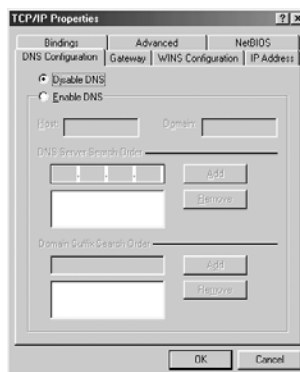 TCP/IP Properties
Bindings Advanced NetBIOS
DNS Configuration Gateway WINS Configuration IP Address
Disable DNS
Enable DNS
Host: Domain:
DNS Server Search Order
Add
Remove
Domain Suffix Search Order
Add
Remove
OK Cancel